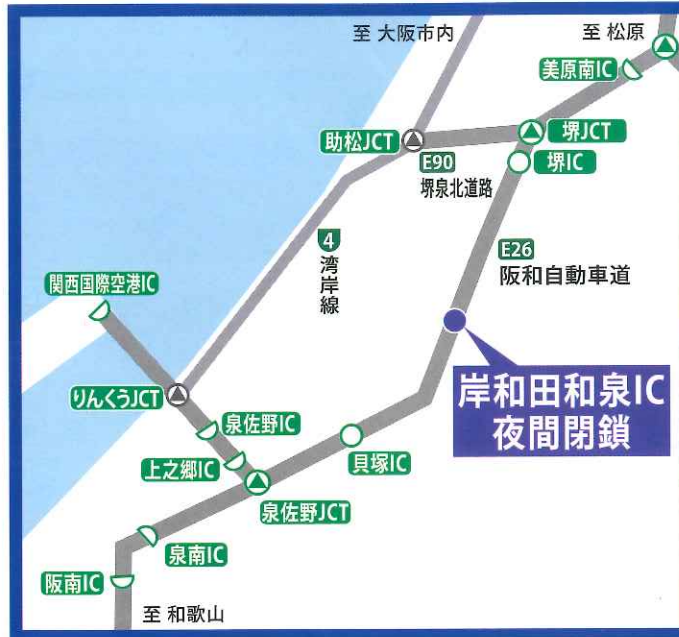 至 大阪市内
至 松原
美原南IC
助松JCT
堺JCT
E90
堺泉北道路
堺IC
4
湾岸線
E26
阪和自動車道
関西国際空港IC
りんくうJCT
岸和田和泉IC
夜間閉鎖
泉佐野IC
上之郷IC
貝塚IC
泉佐野JCT
泉南IC
阪南IC
至 和歌山